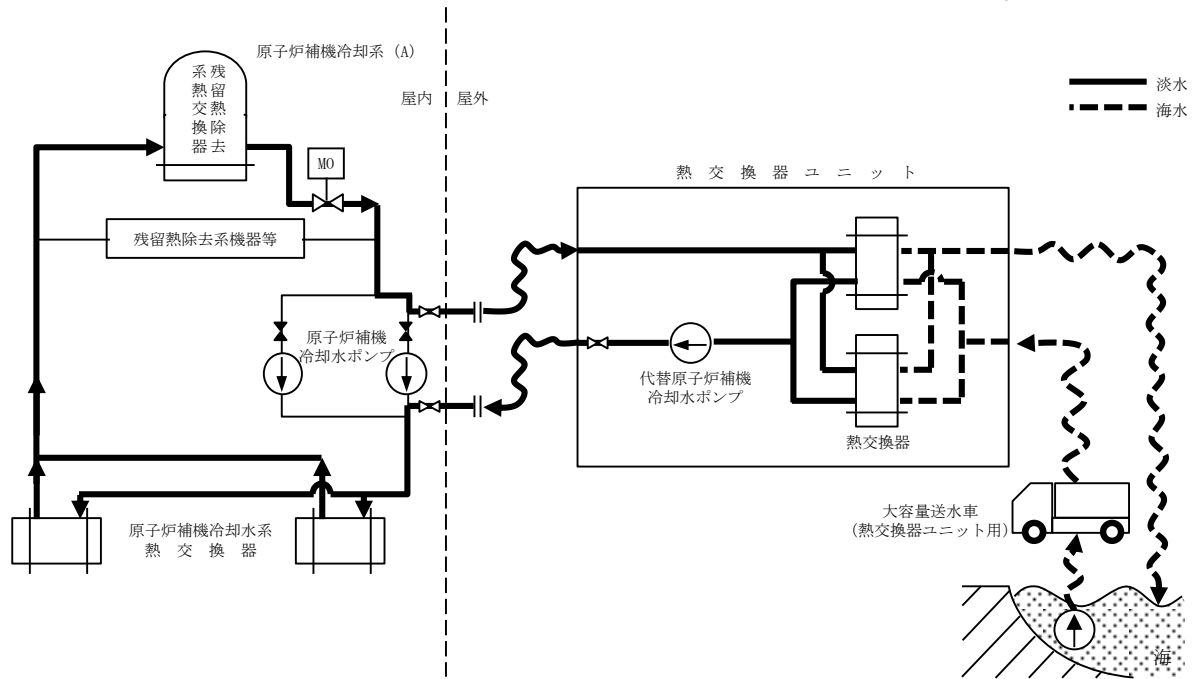 原子炉補機冷却系 (A)
残留熱除去
系熱交換器
屋内
屋外
淡水
海水
MO
熱 交 換 器 ユ ニ ッ ト
残留熱除去系機器等
原子炉補機
冷却水ポンプ
代替原子炉補機
冷却水ポンプ
熱交換器
大容量送水車
(熱交換器ユニット用)
原子炉補機冷却水系
熱 交 換 器
海